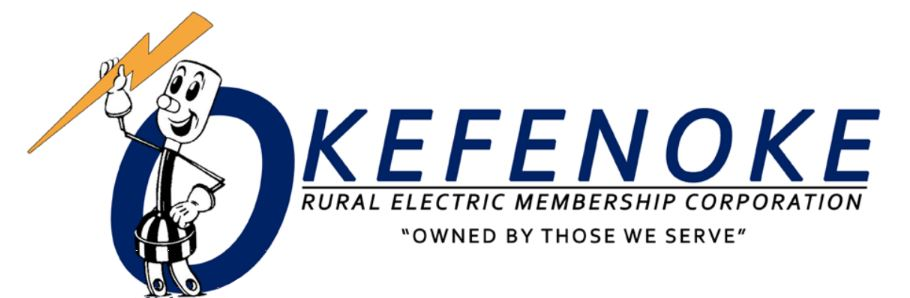 OKEFENOKE
RURAL ELECTRIC MEMBERSHIP CORPORATION
“OWNED BY THOSE WE SERVE”